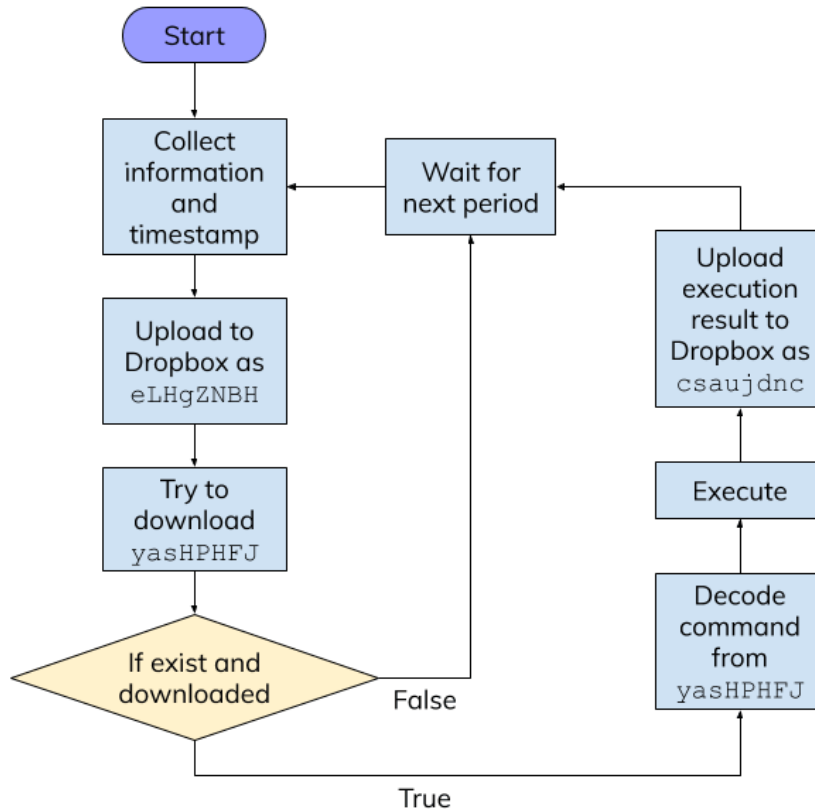 Start
Collect
information
and
timestamp
Upload to
Dropbox as
eLHgZNBH
Try to
download
yasHPHFJ
If exist and
downloaded
False
True
Decode
command
from
yasHPHFJ
Execute
Upload
execution
result to
Dropbox as
csaujdnc
Wait for
next period